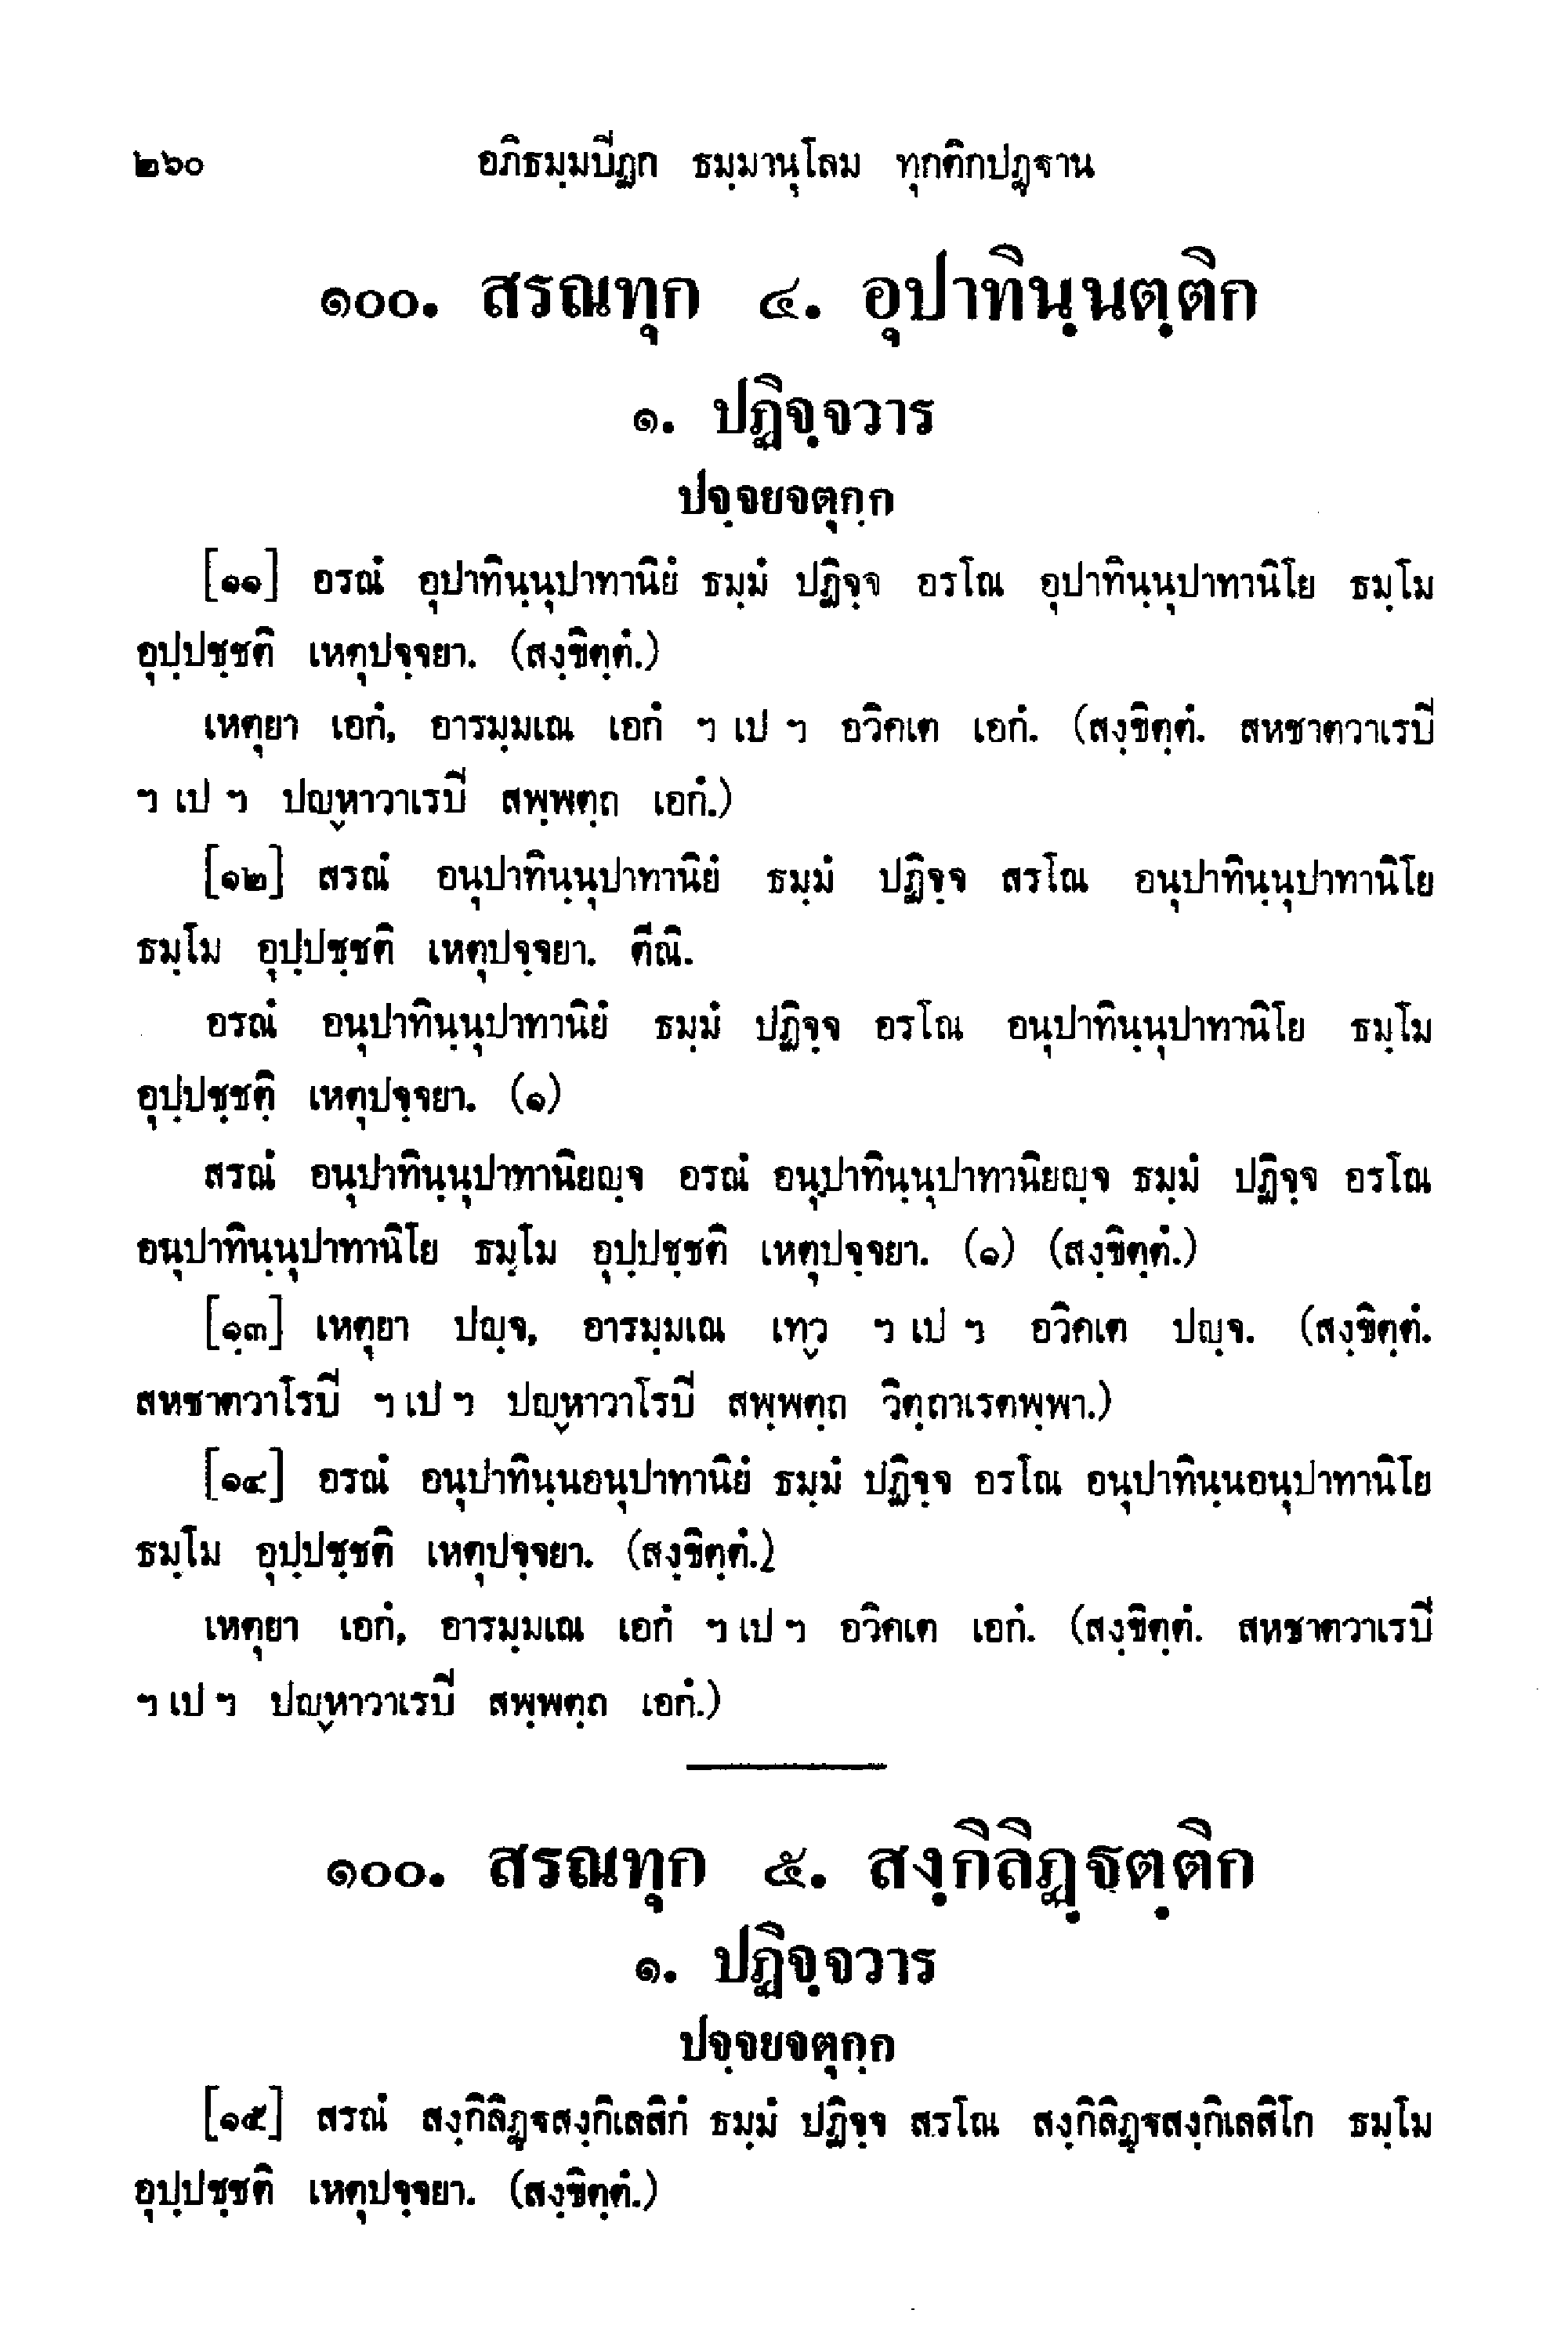 ๒๖๐ อภิธมฺมปิฏก ธมฺมานุโลม ทุกติกปฏฺฐาน
๑๐๐. สรณทุก ๔. อุปาทินฺนตฺติก
๑. ปฏิจฺจวาร
ปจฺจยจตุกฺก
[๑๑] อรณํ อุปาทินฺนุปาทานิยํ ธมฺมํ ปฏิจฺจ อรโณ อุปาทินฺนุปาทานิโย ธมฺโม
อุปฺปชฺชติ เหตุปจฺจยา. (สงฺขิตฺตํ.)
เหตุยา เอกํ, อารมฺมเณ เอกํ ฯ เป ฯ อวิคเต เอกํ. (สงฺขิตฺตํ. สหชาตวาเรปิ
ฯ เป ฯ ปญฺหาวาเรปิ สพฺพตฺถ เอกํ.)
[๑๒] สรณํ อนุปาทินฺนุปาทานิยํ ธมฺมํ ปฏิจฺจ สรโณ อนุปาทินฺนุปาทานิโย
ธมฺโม อุปฺปชฺชติ เหตุปจฺจยา. ตีณิ.
อรณํ อนุปาทินฺนุปาทานิยํ ธมฺมํ ปฏิจฺจ อรโณ อนุปาทินฺนุปาทานิโย ธมฺโม
อุปฺปชฺชติ เหตุปจฺจยา. (๑)
สรณํ อนุปาทินฺนุปาทานิยญฺจ อรณํ อนุปาทินฺนุปาทานิยญฺจ ธมฺมํ ปฏิจฺจ อรโณ
อนุปาทินฺนุปาทานิโย ธมฺโม อุปฺปชฺชติ เหตุปจฺจยา. (๑) (สงฺขิตฺตํ.)
[๑๓] เหตุยา ปญฺจ, อารมฺมเณ เทฺว ฯ เป ฯ อวิคเต ปญฺจ. (สงฺขิตฺตํ.
สหชาตวาโรปิ ฯ เป ฯ ปญฺหาวาโรปิ สพฺพตฺถ วิตฺถาเรตพฺพา.)
[๑๔] อรณํ อนุปาทินฺนอนุปาทานิยํ ธมฺมํ ปฏิจฺจ อรโณ อนุปาทินฺนอนุปาทานิโย
ธมฺโม อุปฺปชฺชติ เหตุปจฺจยา. (สงฺขิตฺตํ.)
เหตุยา เอกํ, อารมฺมเณ เอกํ ฯ เป ฯ อวิคเต เอกํ. (สงฺขิตฺตํ. สหชาตวาเรปิ
ฯ เป ฯ ปญฺหาวาเรปิ สพฺพตฺถ เอกํ.)
๑๐๐. สรณทุก ๕. สงฺกิลิฏฺฐตฺติก
๑. ปฏิจฺจวาร
ปจฺจยจตุกฺก
[๑๕] สรณํ สงฺกิลิฏฺฐสงฺกิเลสิกํ ธมฺมํ ปฏิจฺจ สรโณ สงฺกิลิฏฺฐสงฺกิเลสิโก ธมฺโม
อุปฺปชฺชติ เหตุปจฺจยา. (สงฺขิตฺตํ.)